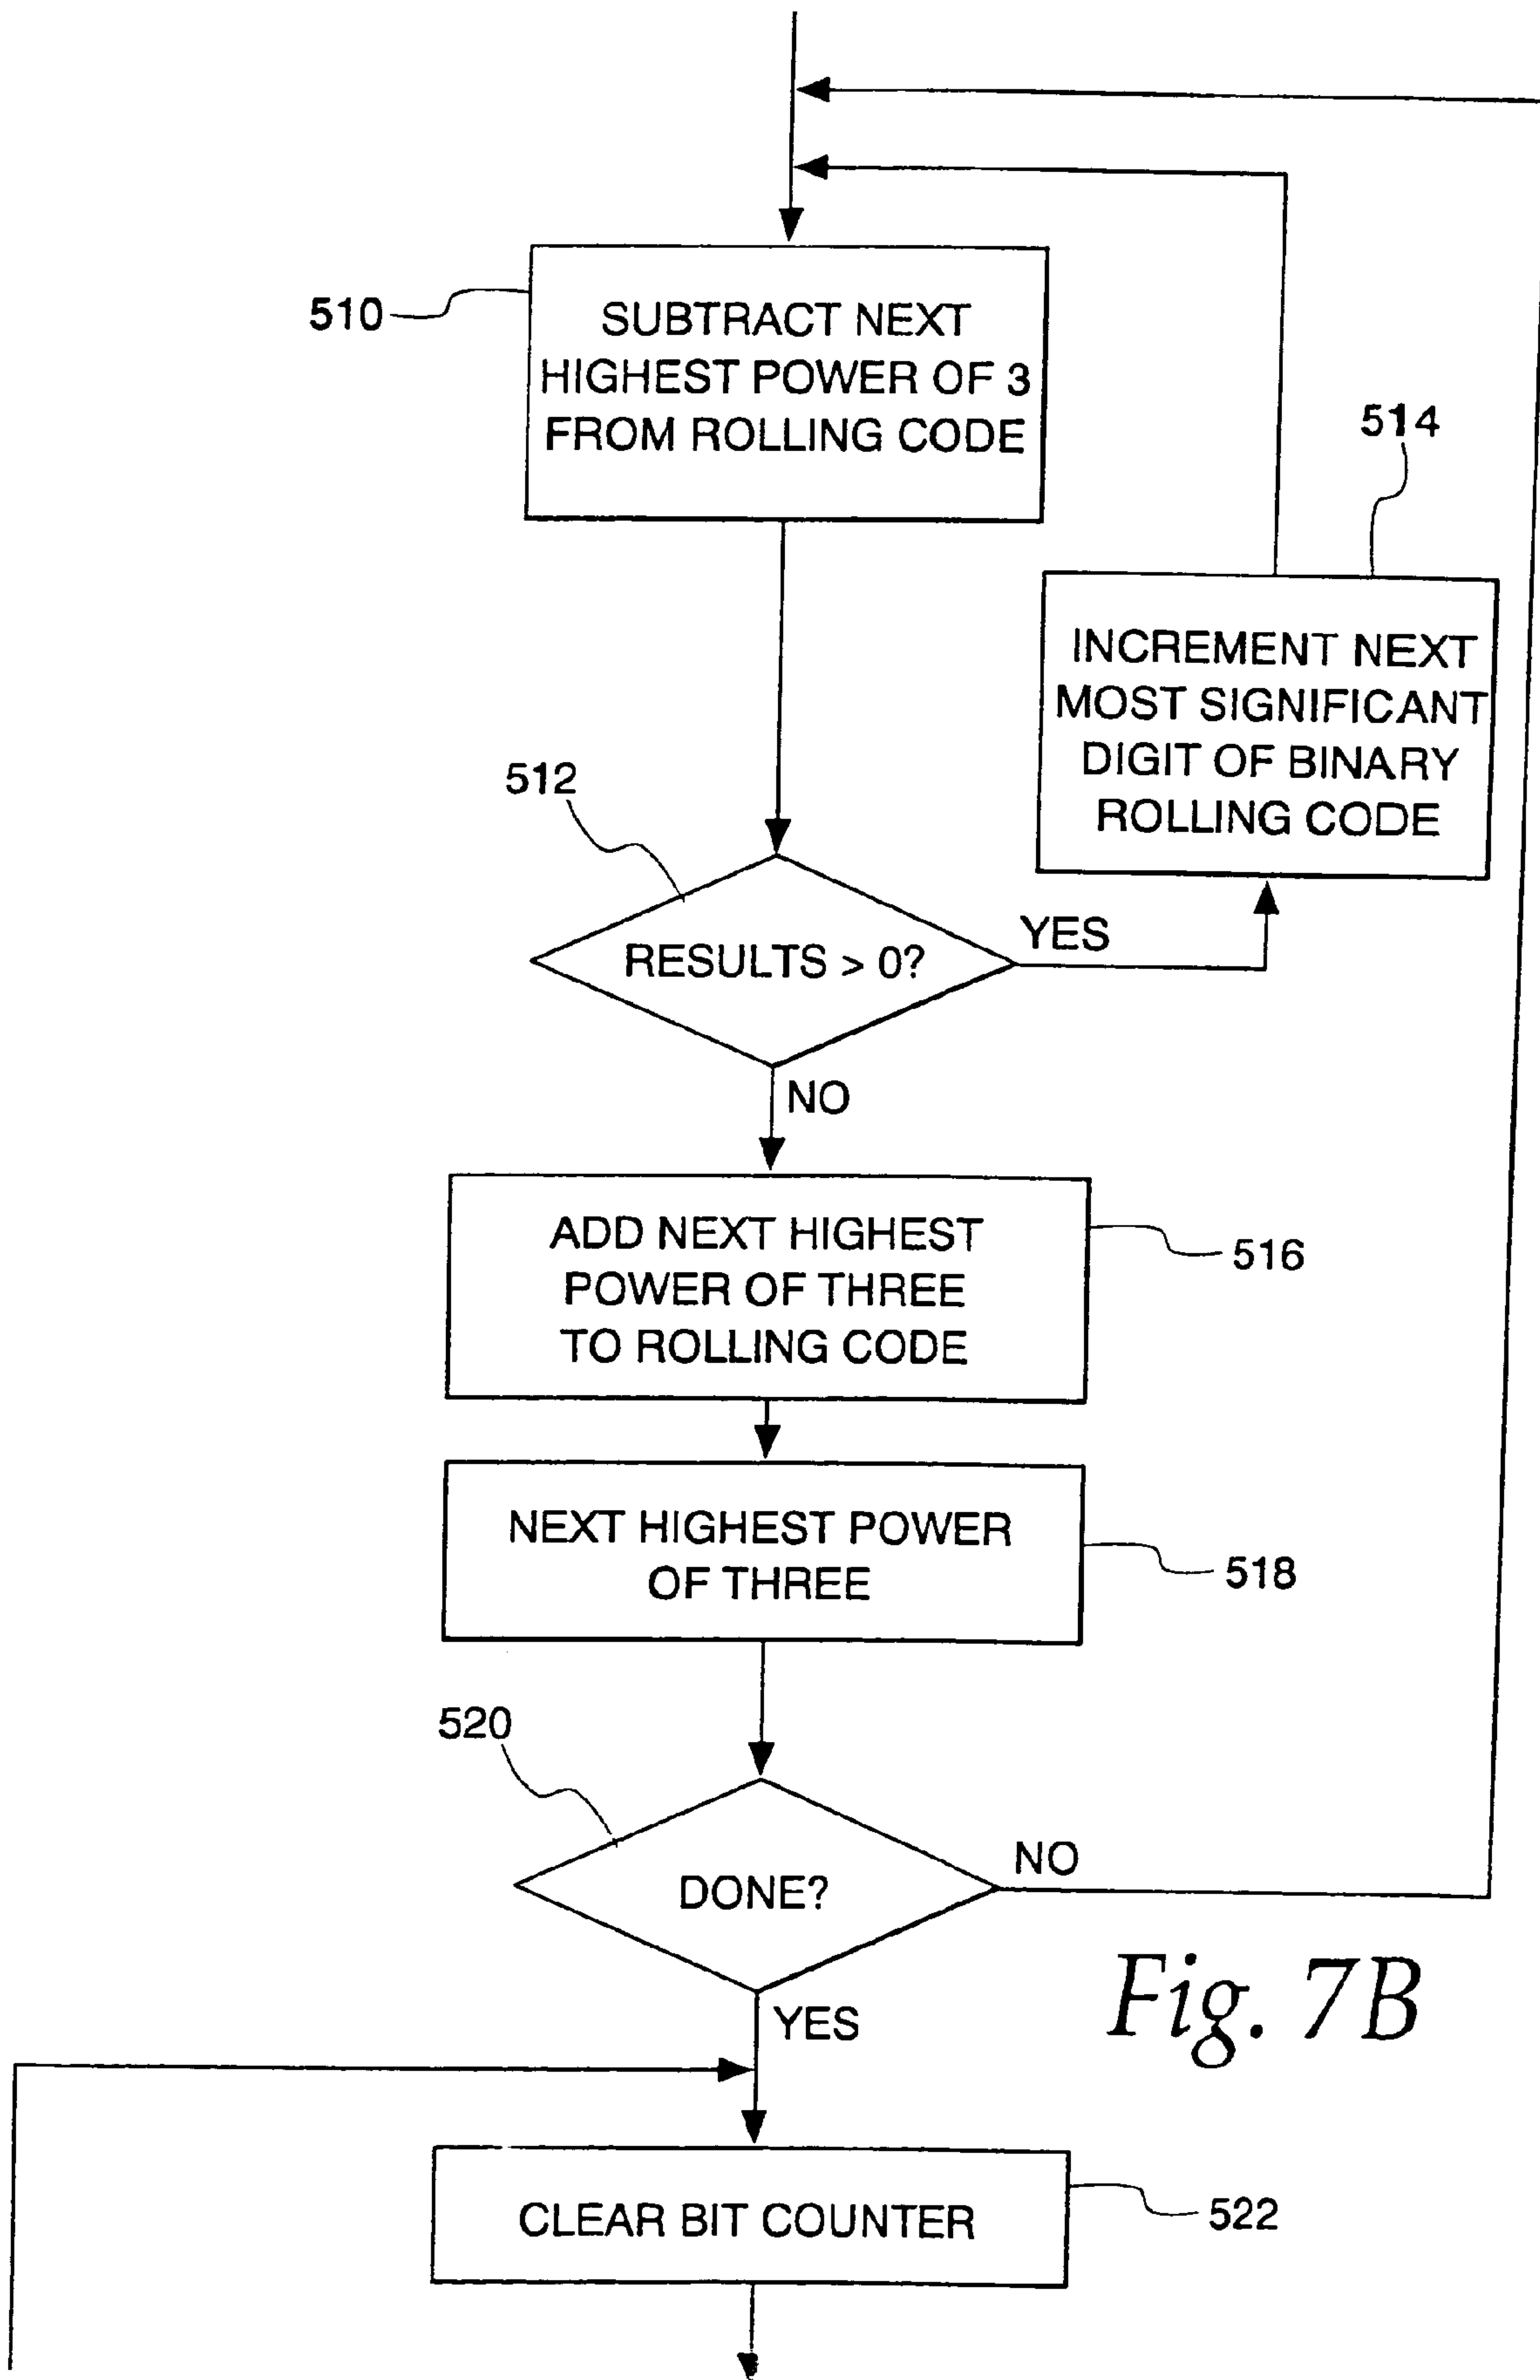 510
SUBTRACT NEXT
HIGHEST POWER OF 3
FROM ROLLING CODE
514
INCREMENT NEXT
MOST SIGNIFICANT
DIGIT OF BINARY
ROLLING CODE
512
RESULTS > 0?
YES
NO
ADD NEXT HIGHEST
POWER OF THREE
TO ROLLING CODE
516
NEXT HIGHEST POWER
OF THREE
518
520
DONE?
NO
YES
Fig. 7B
CLEAR BIT COUNTER
522